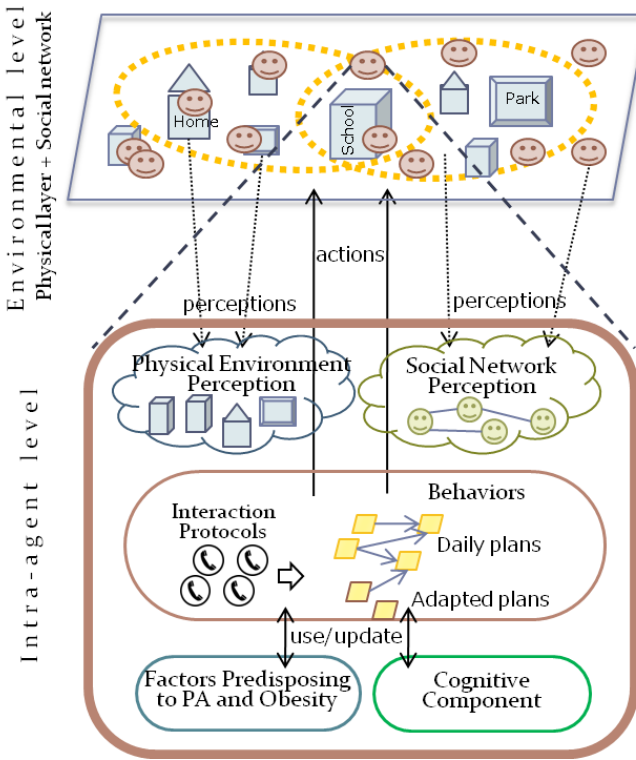 Environmental level
Physical layer + Social network
Home
School
Park
actions
perceptions
perceptions
Intra-agent level
Physical Environment
Perception
Social Network
Perception
Behaviors
Interaction
Protocols
Daily plans
Adapted plans
use/update
Factors Predisposing
to PA and Obesity
Cognitive
Component